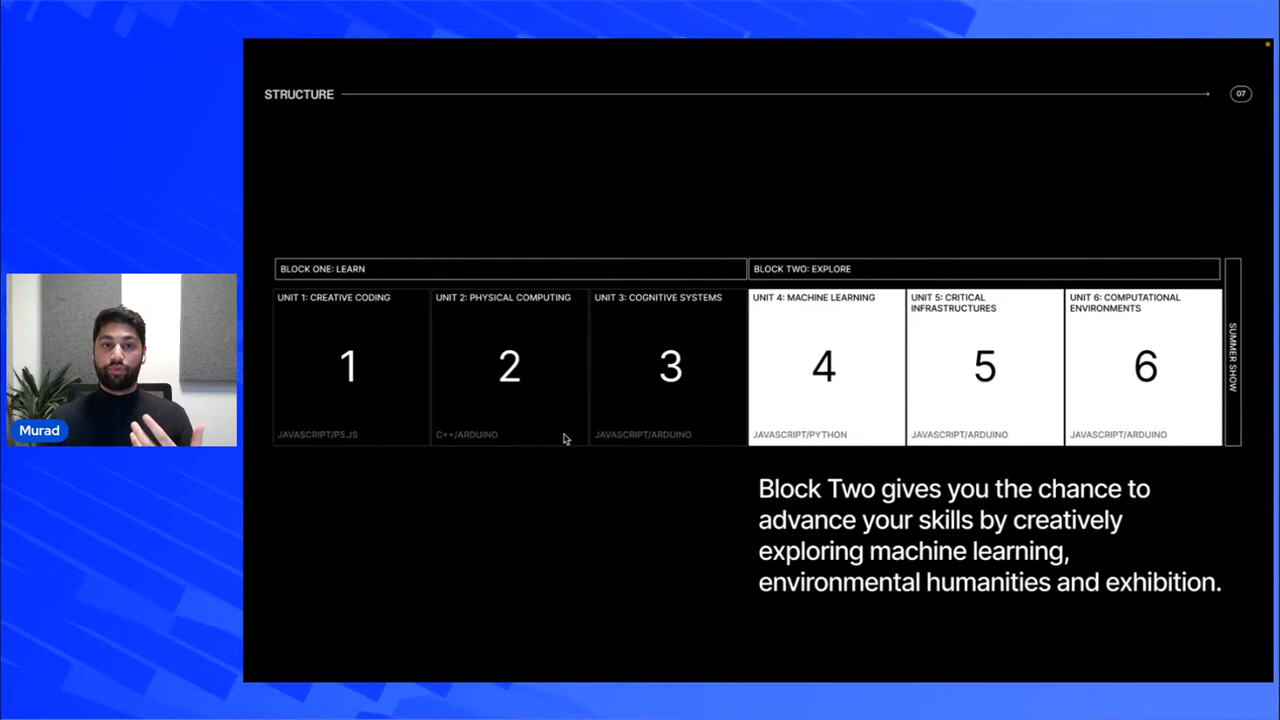 STRUCTURE
07
BLOCK ONE: LEARN
BLOCK TWO: EXPLORE
UNIT 1: CREATIVE CODING
1
JAVASCRIPT/P5.JS
UNIT 2: PHYSICAL COMPUTING
2
C++/ARDUINO
UNIT 3: COGNITIVE SYSTEMS
3
JAVASCRIPT/ARDUINO
UNIT 4: MACHINE LEARNING
4
JAVASCRIPT/PYTHON
UNIT 5: CRITICAL
INFRASTRUCTURES
5
JAVASCRIPT/ARDUINO
UNIT 6: COMPUTATIONAL
ENVIRONMENTS
6
JAVASCRIPT/ARDUINO
SUMMER SHOW
Block Two gives you the chance to
advance your skills by creatively
exploring machine learning,
environmental humanities and exhibition.
Murad